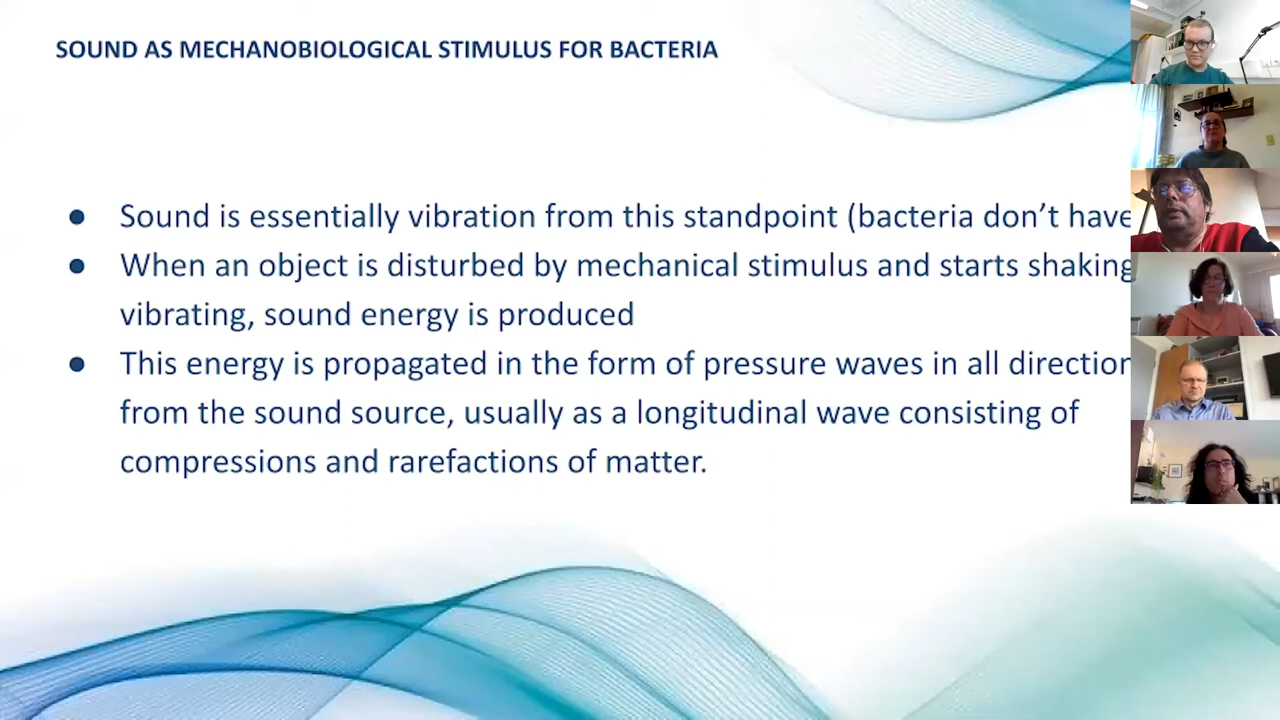 SOUND AS MECHANOBIOLOGICAL STIMULUS FOR BACTERIA
● Sound is essentially vibration from this standpoint (bacteria don’t have
● When an object is disturbed by mechanical stimulus and starts shaking
vibrating, sound energy is produced
● This energy is propagated in the form of pressure waves in all direction
from the sound source, usually as a longitudinal wave consisting of
compressions and rarefactions of matter.